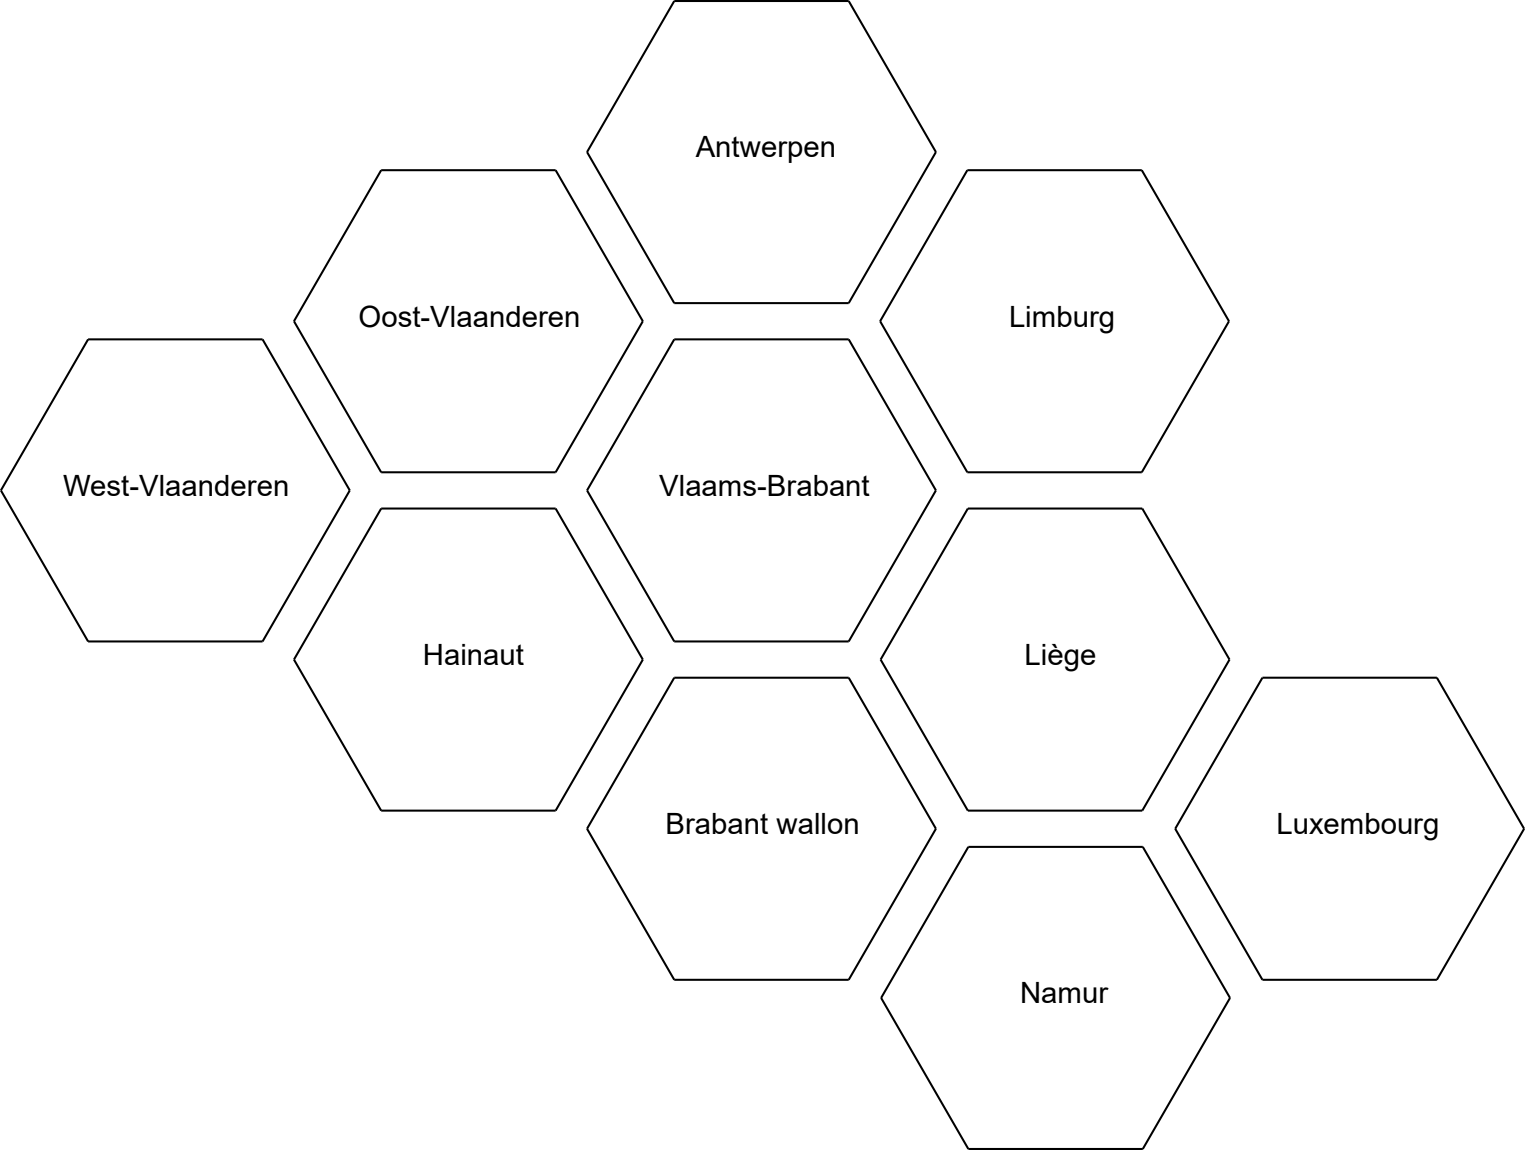 Antwerpen
Oost-Vlaanderen
Limburg
West-Vlaanderen
Vlaams-Brabant
Hainaut
Liège
Brabant wallon
Luxembourg
Namur